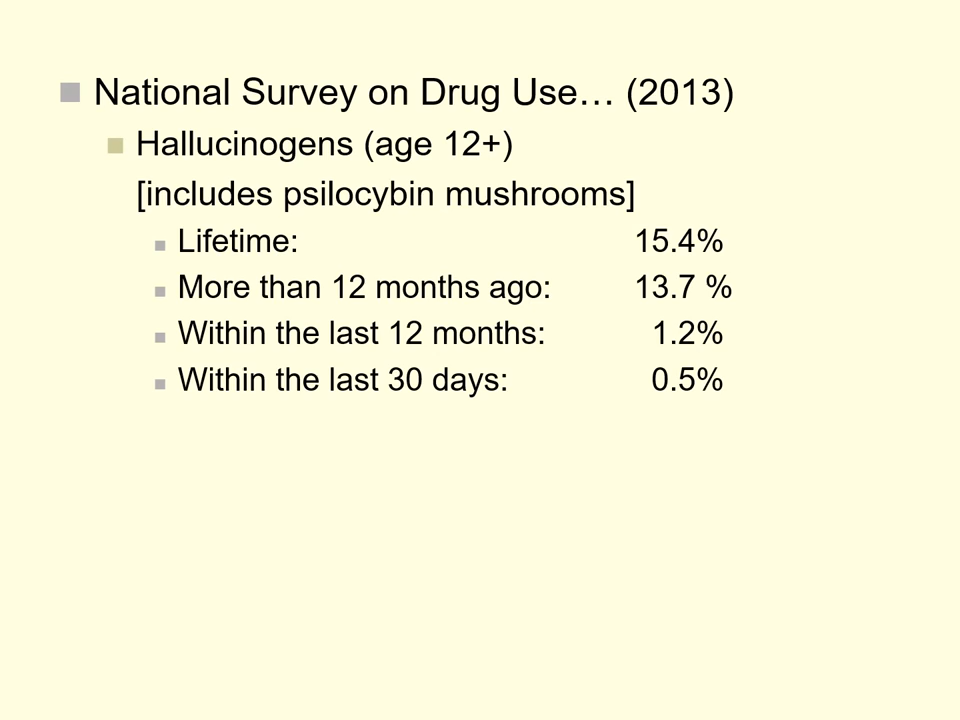 National Survey on Drug Use… (2013)
Hallucinogens (age 12+)
[includes psilocybin mushrooms]
Lifetime: 15.4%
More than 12 months ago: 13.7 %
Within the last 12 months: 1.2%
Within the last 30 days: 0.5%